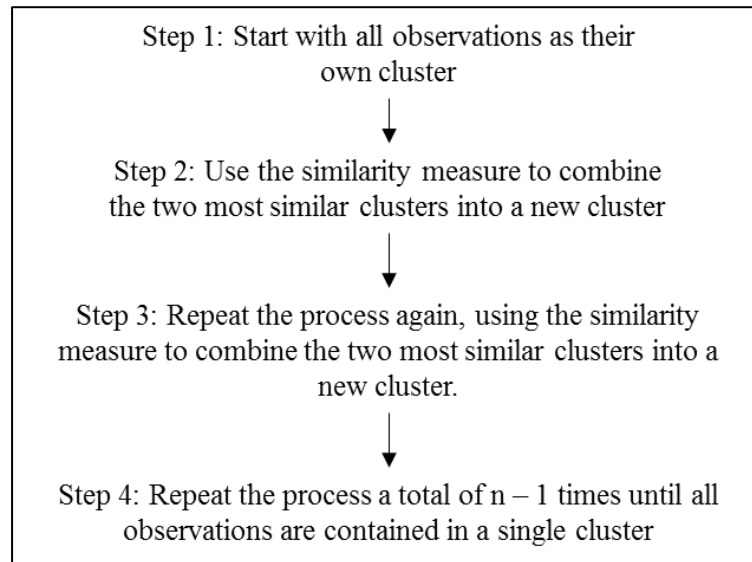 Step 1: Start with all observations as their
own cluster
Step 2: Use the similarity measure to combine
the two most similar clusters into a new cluster
Step 3: Repeat the process again, using the similarity
measure to combine the two most similar clusters into a
new cluster.
Step 4: Repeat the process a total of n – 1 times until all
observations are contained in a single cluster